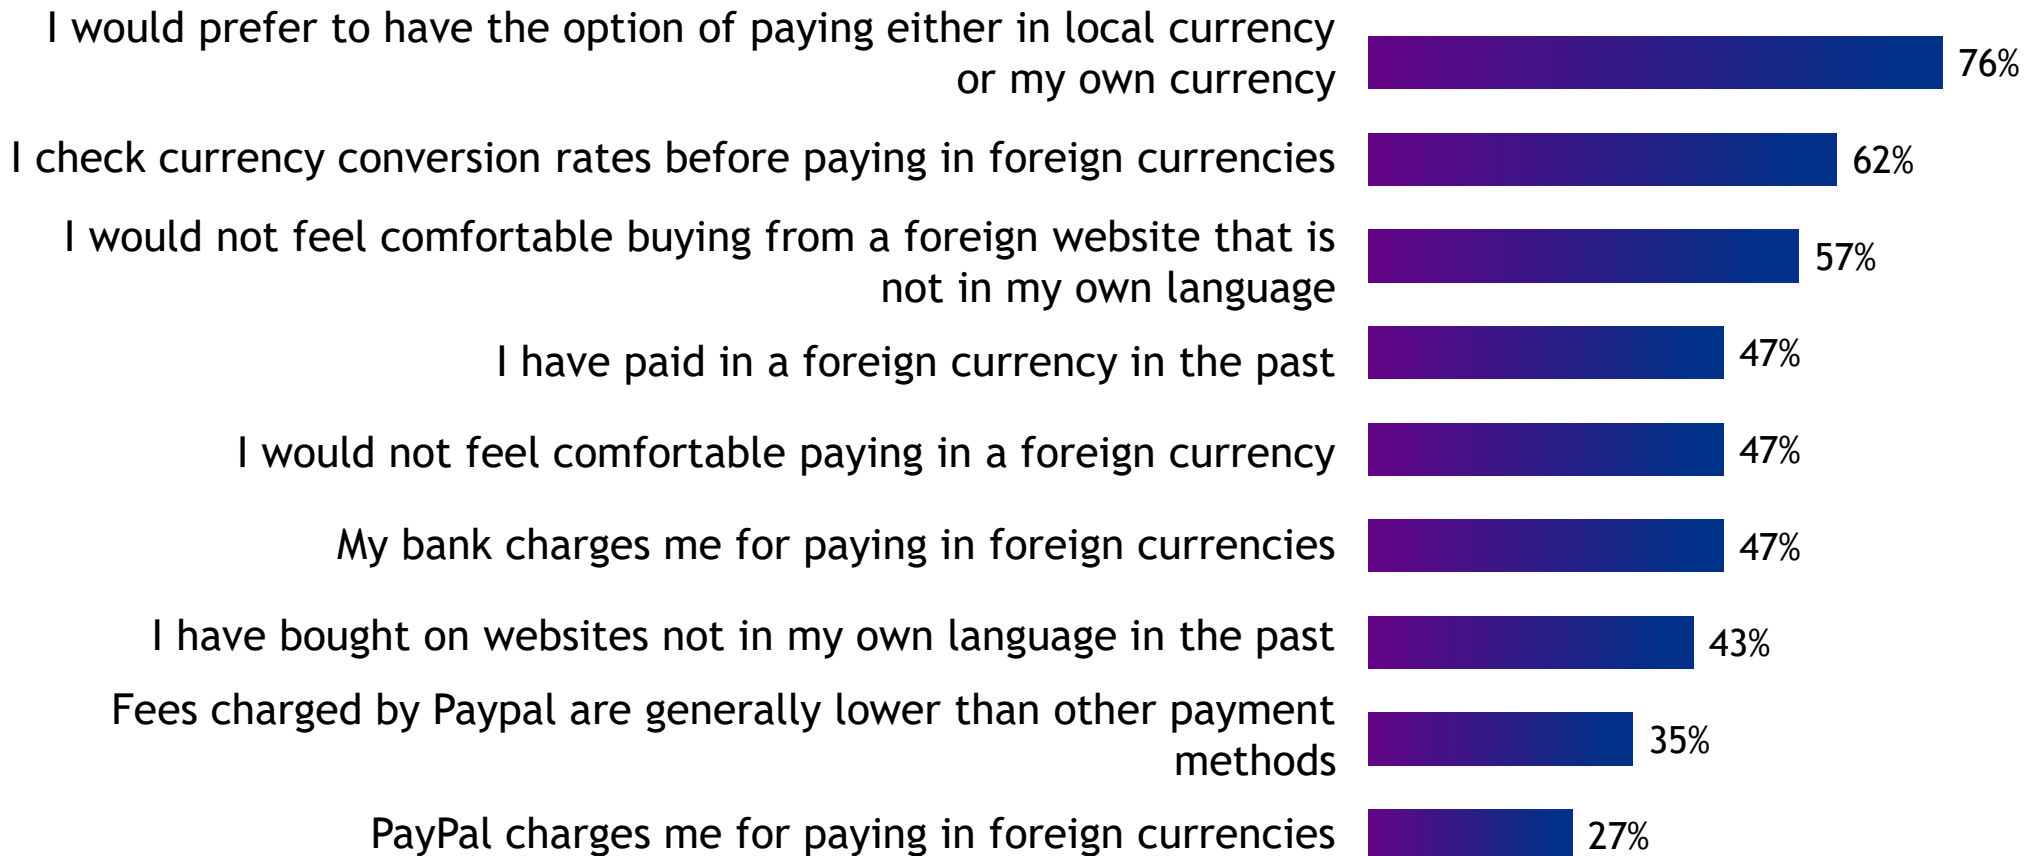 I would prefer to have the option of paying either in local currency
or my own currency
76%
I check currency conversion rates before paying in foreign currencies
62%
I would not feel comfortable buying from a foreign website that is
not in my own language
57%
I have paid in a foreign currency in the past
47%
I would not feel comfortable paying in a foreign currency
47%
My bank charges me for paying in foreign currencies
47%
I have bought on websites not in my own language in the past
43%
Fees charged by Paypal are generally lower than other payment
methods
35%
PayPal charges me for paying in foreign currencies
27%